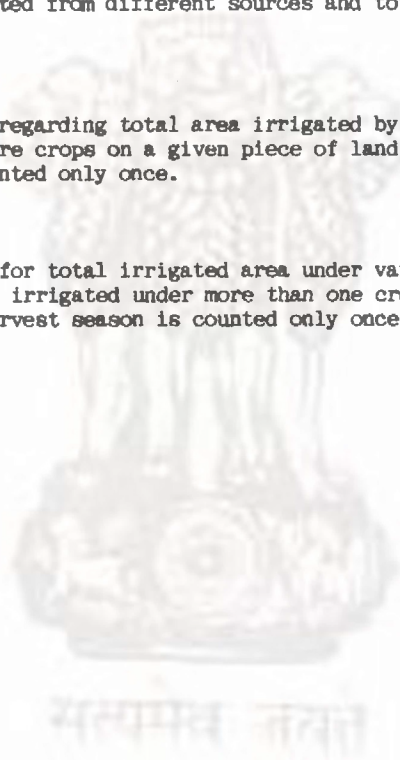 ted from different sources and to
regarding total area irrigated by
re crops on a given piece of land
nted only once.
for total irrigated area under va
irrigated under more than one cr
rvest season is counted only once
सत्यमेव जयते